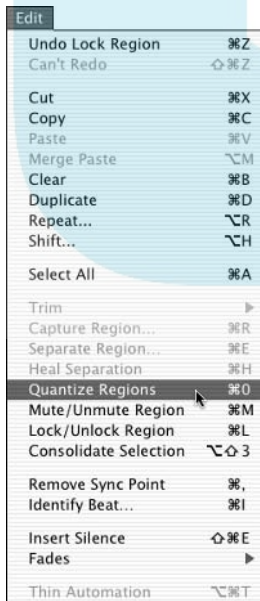 Edit
Undo Lock Region ⌘Z
Can't Redo ⇧⌘Z
Cut ⌘X
Copy ⌘C
Paste ⌘V
Merge Paste ⌥M
Clear ⌘B
Duplicate ⌘D
Repeat... ⌥R
Shift... ⌥H
Select All ⌘A
Trim
Capture Region... ⌘R
Separate Region... ⌘E
Heal Separation ⌘H
Quantize Regions ⌘0
Mute/Unmute Region ⌘M
Lock/Unlock Region ⌘L
Consolidate Selection ⌥⇧3
Remove Sync Point ⌘,
Identify Beat... ⌘I
Insert Silence ⇧⌘E
Fades
Thin Automation ⌥⌘T